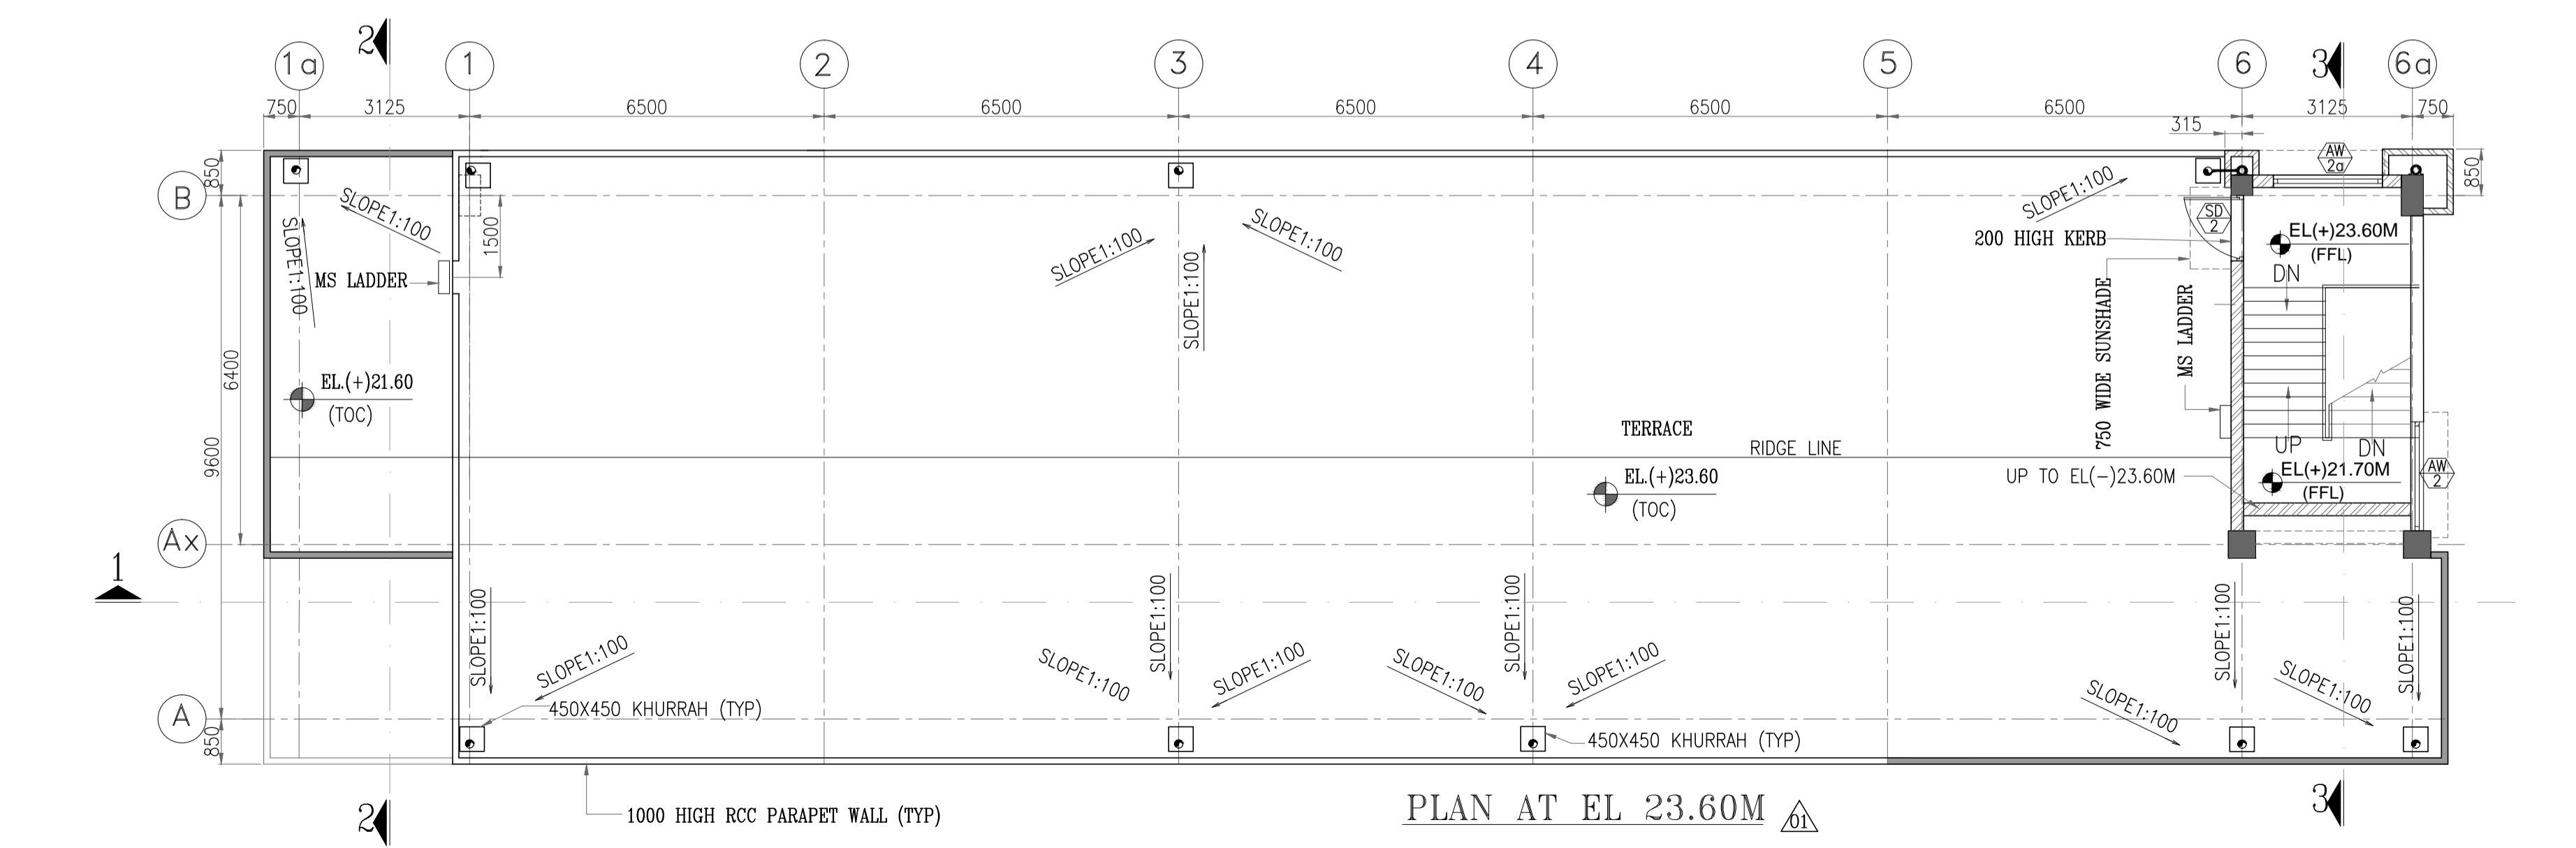 2
3
1a
1
2
3
4
5
6
6a
750
3125
6500
6500
6500
6500
6500
3125
750
315
850
AW
2a
850
B
SLOPE1:100
SLOPE1:100
1500
SLOPE1:100
SLOPE1:100
SLOPE1:100
SLOPE1:100
SD
2
200 HIGH KERB
EL(+)23.60M
(FFL)
DN
MS LADDER
750 WIDE SUNSHADE
MS LADDER
6400
EL.(+)21.60
(TOC)
9600
TERRACE
RIDGE LINE
UP
DN
EL.(+)23.60
(TOC)
UP TO EL(-)23.60M
EL(+)21.70M
(FFL)
AW
2
Ax
1
SLOPE1:100
SLOPE1:100
SLOPE1:100
SLOPE1:100
SLOPE1:100
SLOPE1:100
SLOPE1:100
SLOPE1:100
SLOPE1:100
SLOPE1:100
SLOPE1:100
SLOPE1:100
A
450X450 KHURRAH (TYP)
850
450X450 KHURRAH (TYP)
2
1000 HIGH RCC PARAPET WALL (TYP)
PLAN AT EL 23.60M
01
3